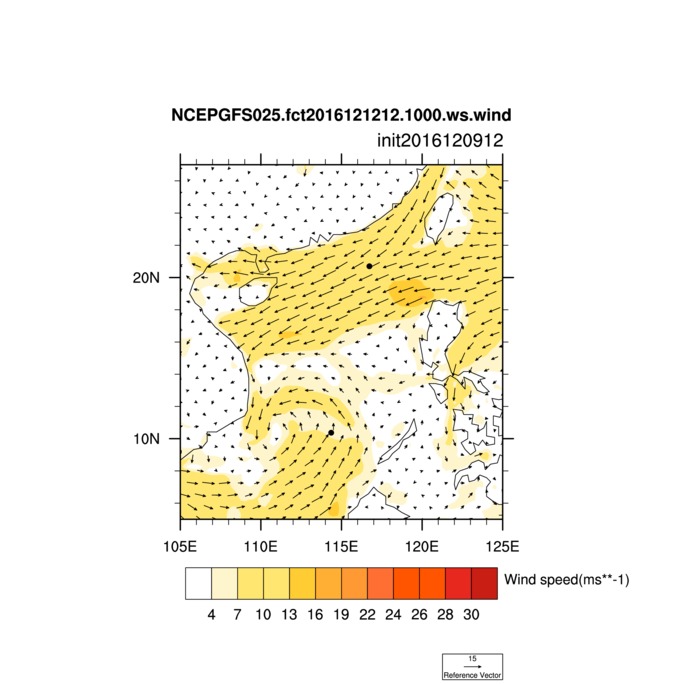 NCEPGFS025.fct2016121212.1000.ws.wind
init2016120912
20N
10N
105E 110E 115E 120E 125E
Wind speed(ms**-1)
4 7 10 13 16 19 22 24 26 28 30
15
Reference Vector